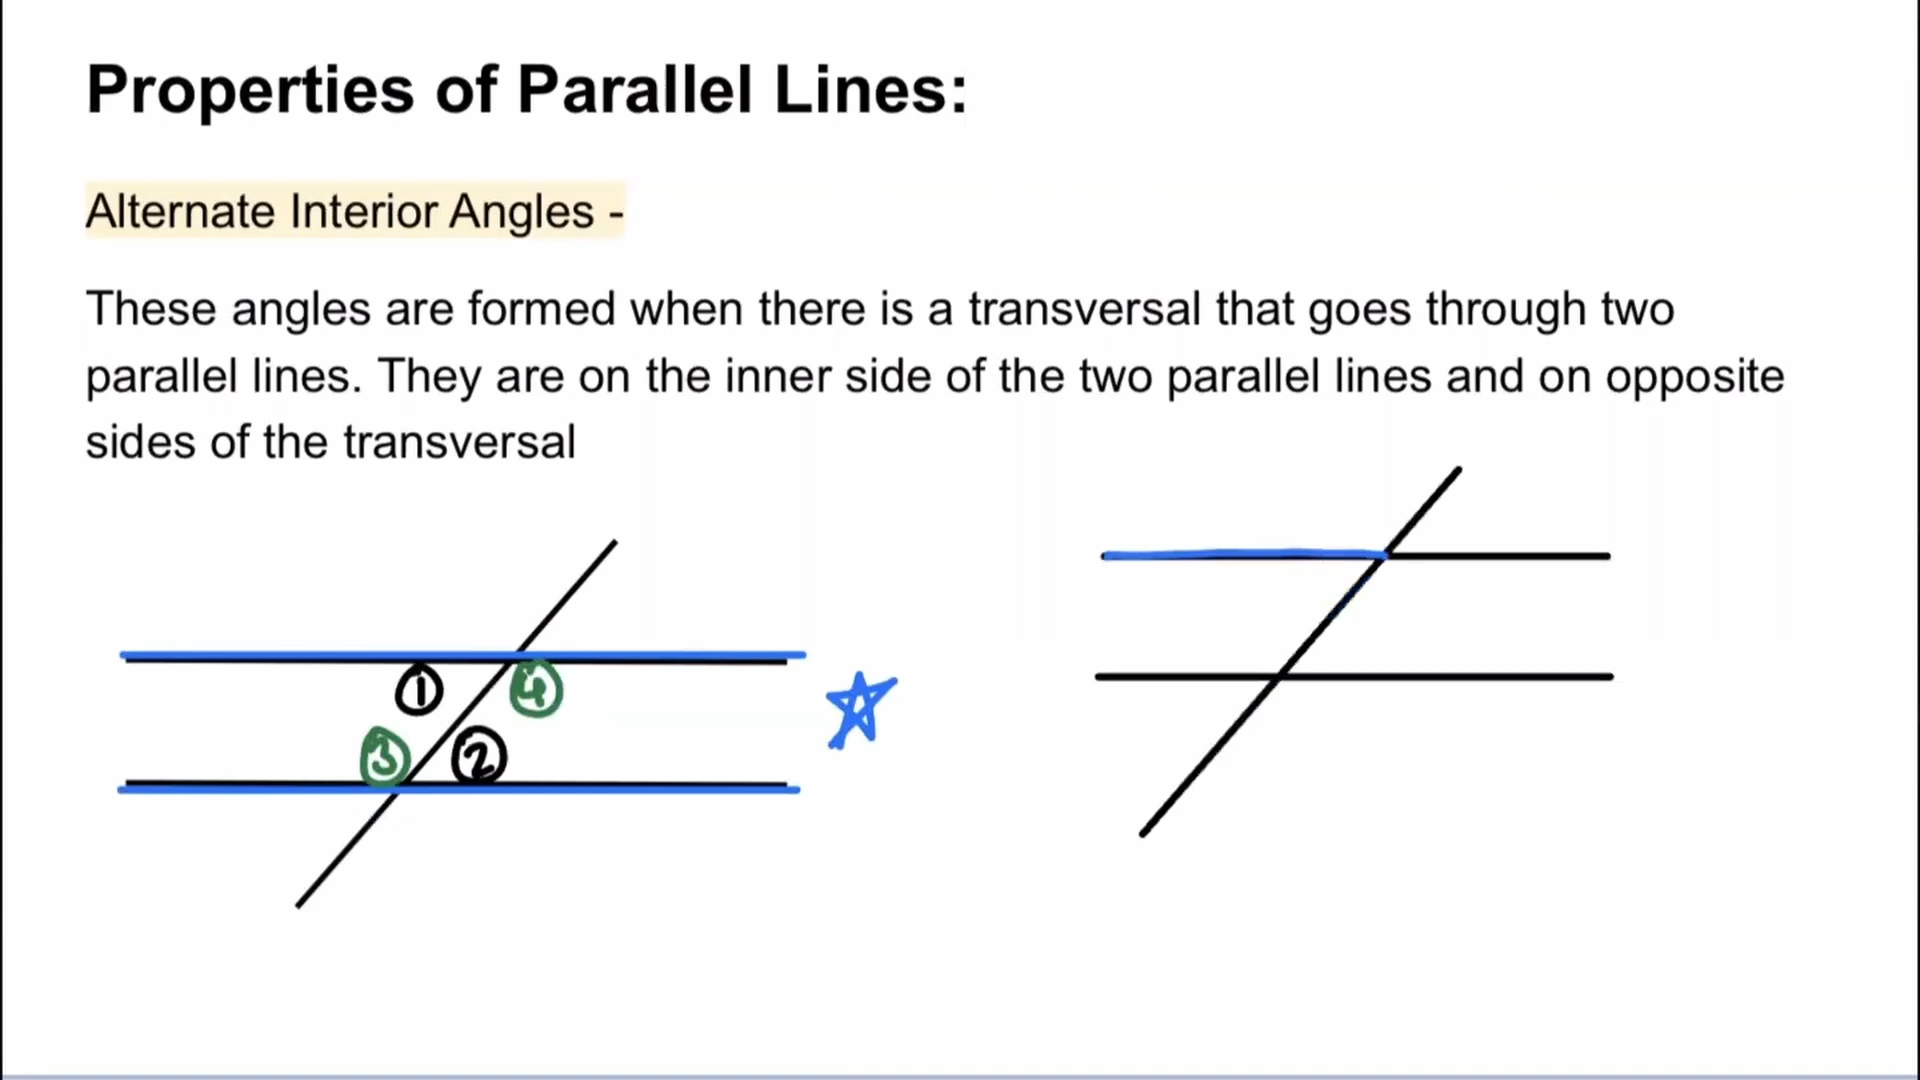 Properties of Parallel Lines:
Alternate Interior Angles -
These angles are formed when there is a transversal that goes through two
parallel lines. They are on the inner side of the two parallel lines and on opposite
sides of the transversal
1 4
3 2